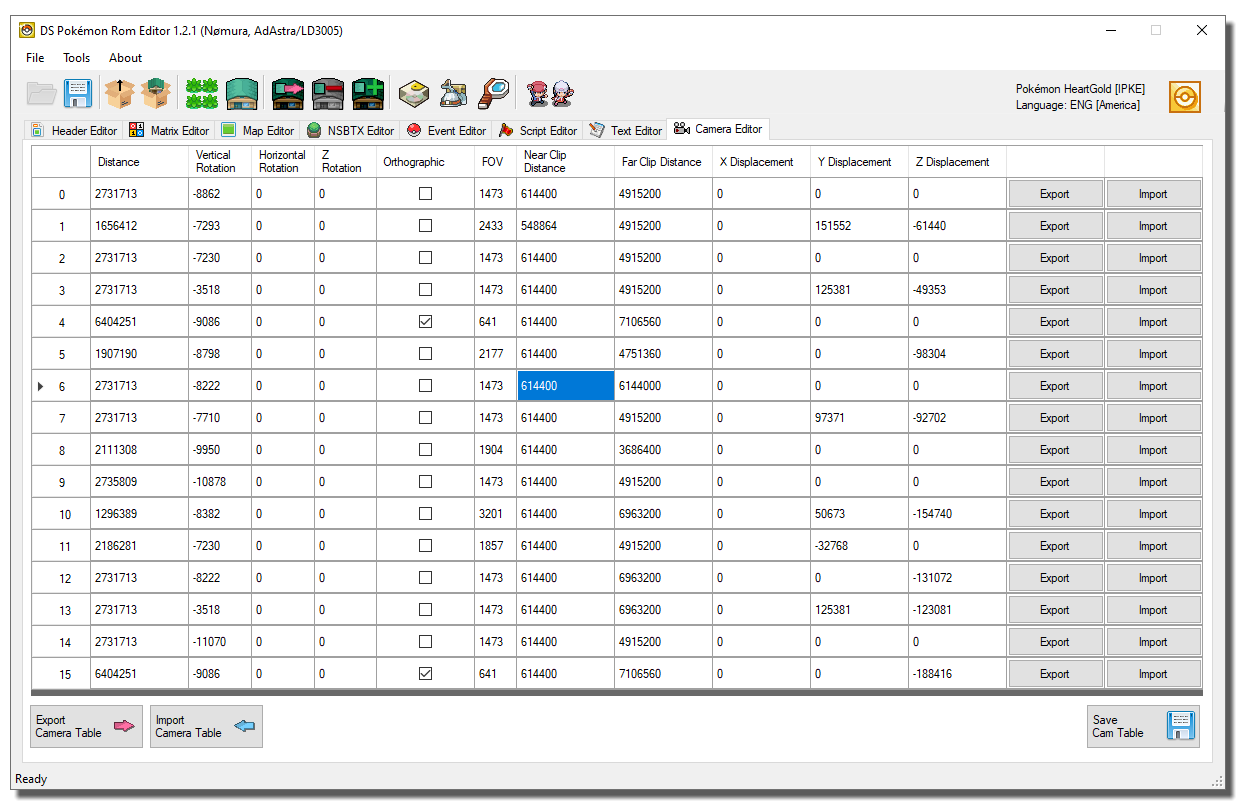 DS Pokémon Rom Editor 1.2.1 (Nømura, AdAstra/LD3005)
File Tools About
Pokémon HeartGold [IPKE]
Language: ENG [America]
Header Editor Matrix Editor Map Editor NSBTX Editor Event Editor Script Editor Text Editor Camera Editor
Distance Vertical Rotation Horizontal Rotation Z Rotation Orthographic FOV Near Clip Distance Far Clip Distance X Displacement Y Displacement Z Displacement
0 2731713 -8862 0 0 1473 614400 4915200 0 0 0 Export Import
1 1656412 -7293 0 0 2433 548864 4915200 0 151552 -61440 Export Import
2 2731713 -7230 0 0 1473 614400 4915200 0 0 0 Export Import
3 2731713 -3518 0 0 1473 614400 4915200 0 125381 -49353 Export Import
4 6404251 -9086 0 0 641 614400 7106560 0 0 0 Export Import
5 1907190 -8798 0 0 2177 614400 4751360 0 0 -98304 Export Import
6 2731713 -8222 0 0 1473 614400 6144000 0 0 0 Export Import
7 2731713 -7710 0 0 1473 614400 4915200 0 97371 -92702 Export Import
8 2111308 -9950 0 0 1904 614400 3686400 0 0 0 Export Import
9 2735809 -10878 0 0 1473 614400 4915200 0 0 0 Export Import
10 1296389 -8382 0 0 3201 614400 6963200 0 50673 -154740 Export Import
11 2186281 -7230 0 0 1857 614400 4915200 0 -32768 0 Export Import
12 2731713 -8222 0 0 1473 614400 6963200 0 0 -131072 Export Import
13 2731713 -3518 0 0 1473 614400 6963200 0 125381 -123081 Export Import
14 2731713 -11070 0 0 1473 614400 4915200 0 0 0 Export Import
15 6404251 -9086 0 0 641 614400 7106560 0 0 -188416 Export Import
Export
Camera Table
Import
Camera Table
Save
Cam Table
Ready